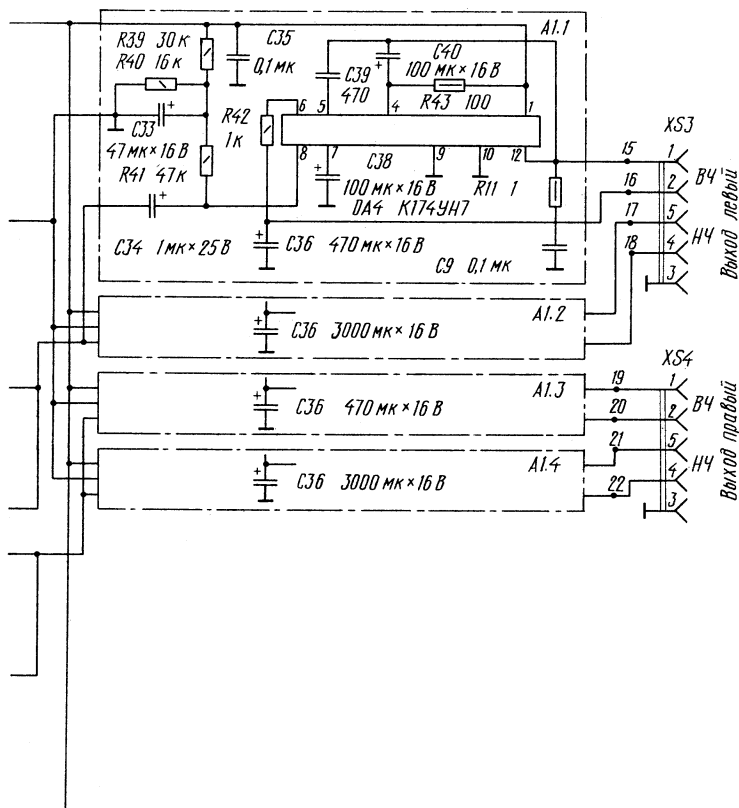 A1.1
R39 30к
R40 16к
C35
0,1 мк
C40
100 мк × 16 В
C39
470
R43 100
+
C33
47 мк × 16 В
R41 47к
R42
1к
6
5
4
1
8
7
9
10
12
C38
100 мк × 16 В
R11 1
DA4 К174УН7
C34 1 мк × 25 В
C36 470 мк × 16 В
C9 0,1 мк
15
16
17
18
XS3
1
2
5
4
3
ВЧ
НЧ
Выход левый
A1.2
C36 3000 мк × 16 В
A1.3
C36 470 мк × 16 В
19
20
A1.4
C36 3000 мк × 16 В
21
22
XS4
1
2
5
4
3
ВЧ
НЧ
Выход правый